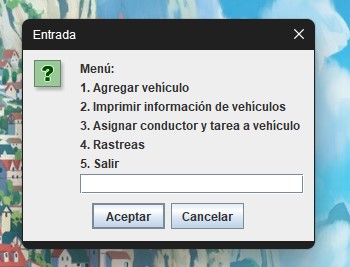 Entrada
?
Menú:
1. Agregar vehículo
2. Imprimir información de vehículos
3. Asignar conductor y tarea a vehículo
4. Rastreas
5. Salir
Aceptar Cancelar